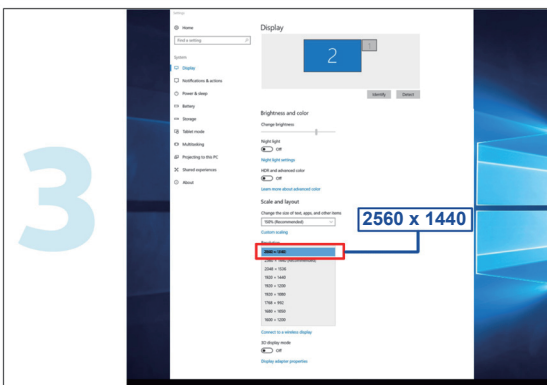 3
Settings
Home
Find a setting
System
Display
Notifications & actions
Power & sleep
Battery
Storage
Tablet mode
Multitasking
Projecting to this PC
Shared experiences
About
Display
2
1
Identify
Detect
Brightness and color
Change brightness
Night light
Off
Night light settings
HDR and advanced color
Off
Learn more about advanced color
Scale and layout
Change the size of text, apps, and other items
100% (Recommended)
Custom scaling
Resolution
2560 x 1440
(Recommended)
2048 × 1536
1920 × 1440
1920 × 1200
1920 × 1080
1768 × 992
1680 × 1050
1600 × 1200
Connect to a wireless display
3D display mode
Off
Display adapter properties